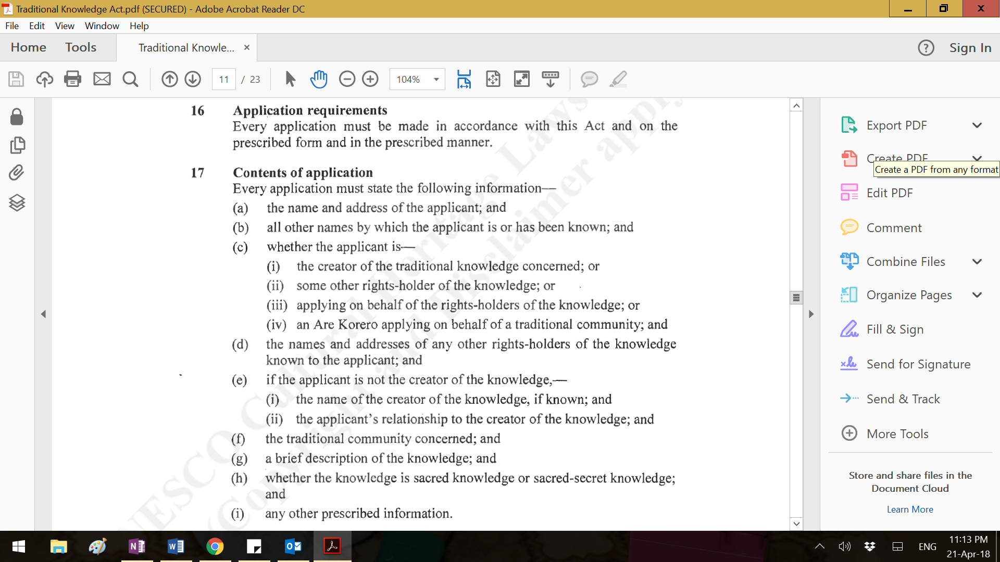 Traditional Knowledge Act.pdf (SECURED) - Adobe Acrobat Reader DC
File Edit View Window Help
Home Tools Traditional Knowle... × ? Sign In
11 / 23 104%
16 Application requirements
Every application must be made in accordance with this Act and on the
prescribed form and in the prescribed manner.
17 Contents of application
Every application must state the following information—
(a) the name and address of the applicant; and
(b) all other names by which the applicant is or has been known; and
(c) whether the applicant is—
(i) the creator of the traditional knowledge concerned; or
(ii) some other rights-holder of the knowledge; or
(iii) applying on behalf of the rights-holders of the knowledge; or
(iv) an Are Korero applying on behalf of a traditional community; and
(d) the names and addresses of any other rights-holders of the knowledge
known to the applicant; and
(e) if the applicant is not the creator of the knowledge,—
(i) the name of the creator of the knowledge, if known; and
(ii) the applicant's relationship to the creator of the knowledge; and
(f) the traditional community concerned; and
(g) a brief description of the knowledge; and
(h) whether the knowledge is sacred knowledge or sacred-secret knowledge;
and
(i) any other prescribed information.
NESCO Cultural Heritage Laws
(Copyright and Disclaimer apply
Export PDF
Create PDF
Create a PDF from any format
Edit PDF
Comment
Combine Files
Organize Pages
Fill & Sign
Send for Signature
Send & Track
More Tools
Store and share files in the
Document Cloud
Learn More
ENG
11:13 PM
21-Apr-18